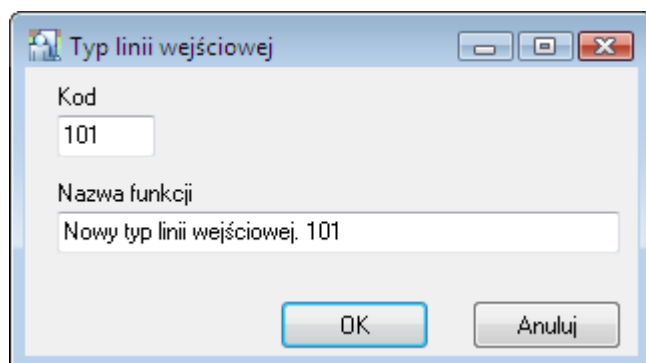 Typ linii wejściowej
Kod
101
Nazwa funkcji
Nowy typ linii wejściowej. 101
OK
Anuluj